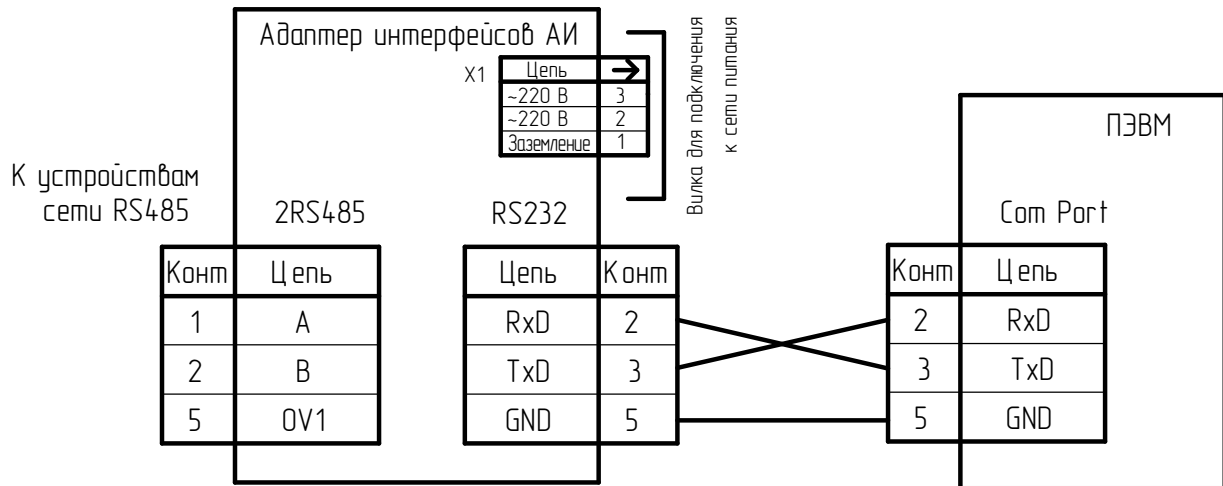 Адаптер интерфейсов АИ
X1
Цепь
~220 В 3
~220 В 2
Заземление 1
Вилка для подключения
к сети питания
ПЭВМ
К устройствам
сети RS485
2RS485
RS232
Com Port
Конт Цепь
1 A
2 B
5 0V1
Цепь Конт
RxD 2
TxD 3
GND 5
Конт Цепь
2 RxD
3 TxD
5 GND